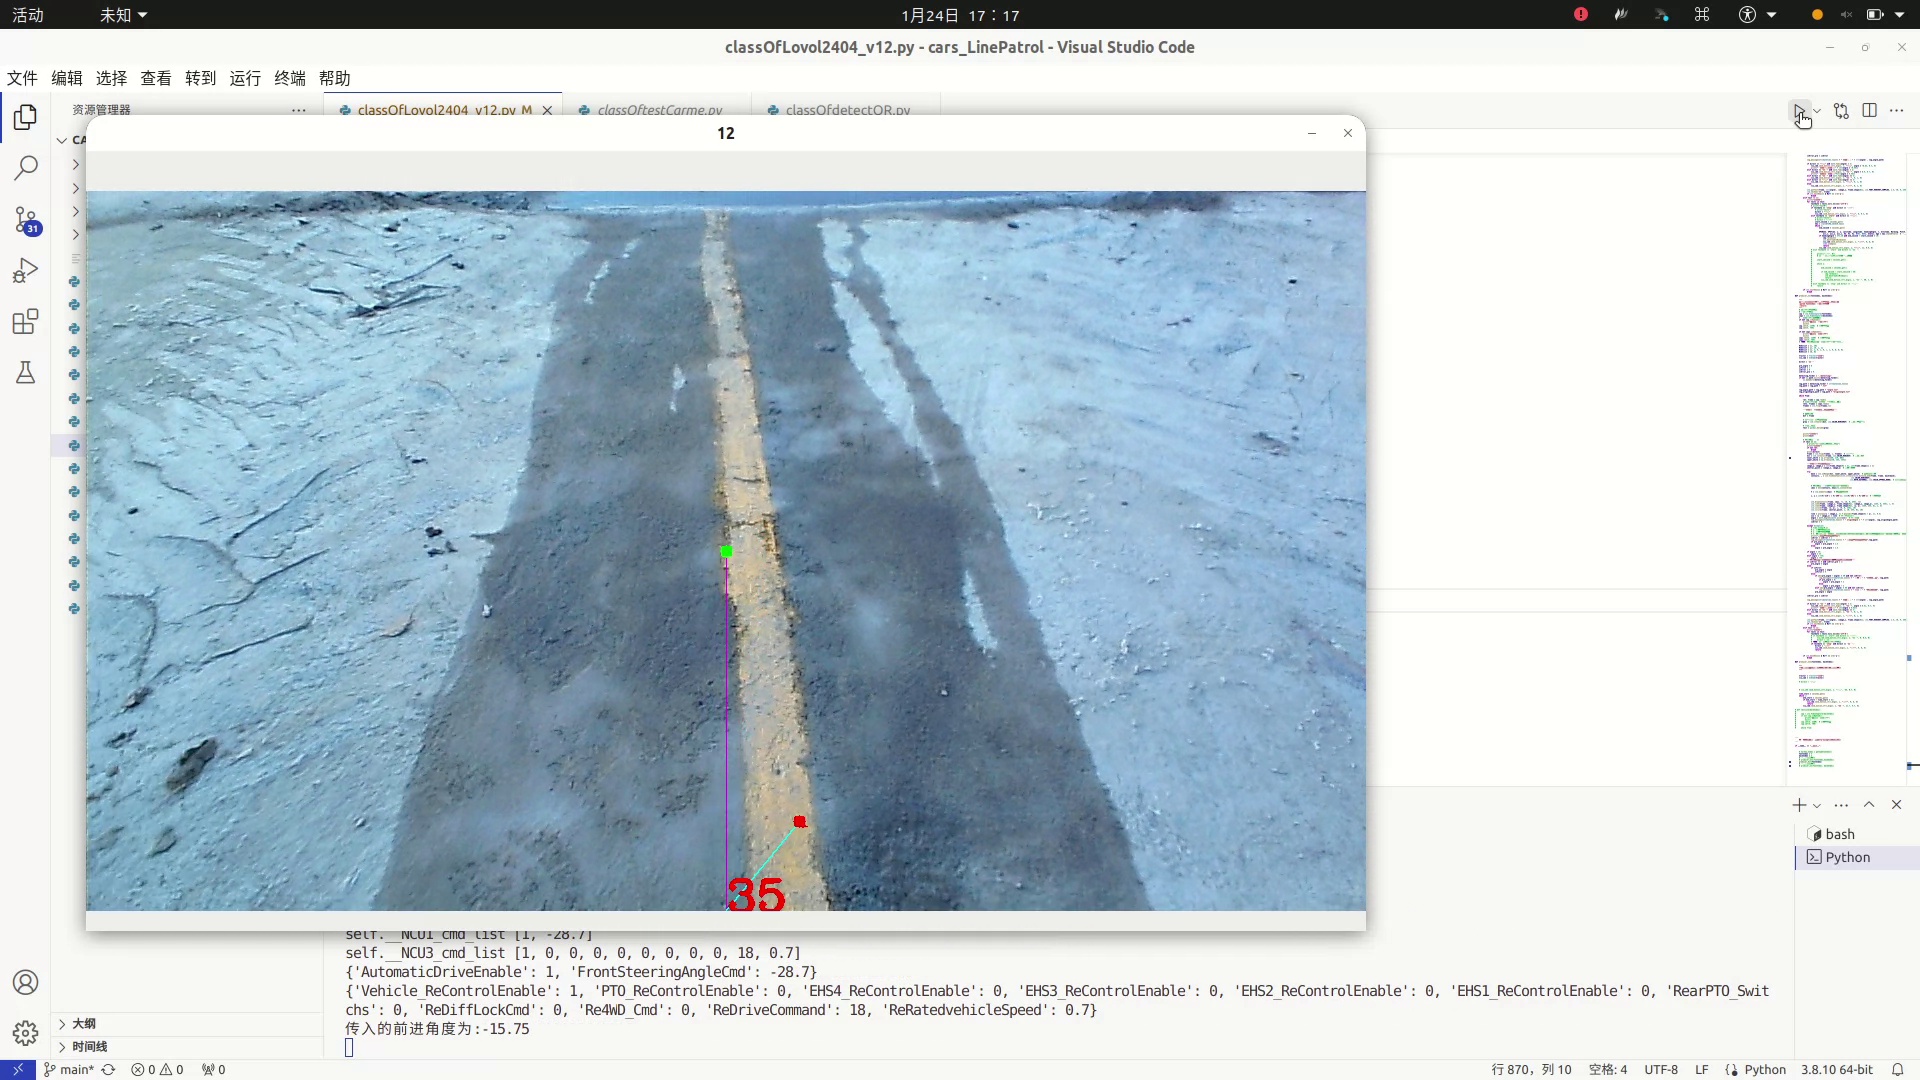 活动
未知
1月24日 17：17
classOfLovol2404_v12.py - cars_LinePatrol - Visual Studio Code
文件 编辑 选择 查看 转到 运行 终端 帮助
资源管理器
classOfLovol2404_v12.py M
classOftestCarme.py
classOfdetectQR.py
CA
12
31
35
self.__NCU1_cmd_list [1, -28.7]
self.__NCU3_cmd_list [1, 0, 0, 0, 0, 0, 0, 0, 0, 18, 0.7]
{'AutomaticDriveEnable': 1, 'FrontSteeringAngleCmd': -28.7}
{'Vehicle_ReControlEnable': 1, 'PTO_ReControlEnable': 0, 'EHS4_ReControlEnable': 0, 'EHS3_ReControlEnable': 0, 'EHS2_ReControlEnable': 0, 'EHS1_ReControlEnable': 0, 'RearPTO_Swit
chs': 0, 'ReDiffLockCmd': 0, 'Re4WD_Cmd': 0, 'ReDriveCommand': 18, 'ReRatedvehicleSpeed': 0.7}
传入的前进角度为:-15.75
bash
Python
大纲
时间线
main* 0 0 0
行 870，列 10 空格: 4 UTF-8 LF Python 3.8.10 64-bit